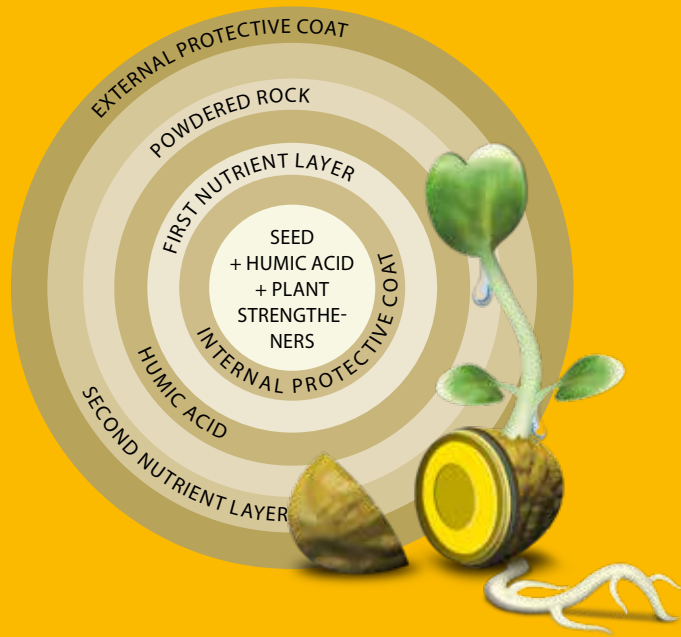 EXTERNAL PROTECTIVE COAT
POWDERED ROCK
FIRST NUTRIENT LAYER
SEED
+ HUMIC ACID
+ PLANT
STRENGTHE-
NERS
INTERNAL PROTECTIVE COAT
HUMIC ACID
SECOND NUTRIENT LAYER